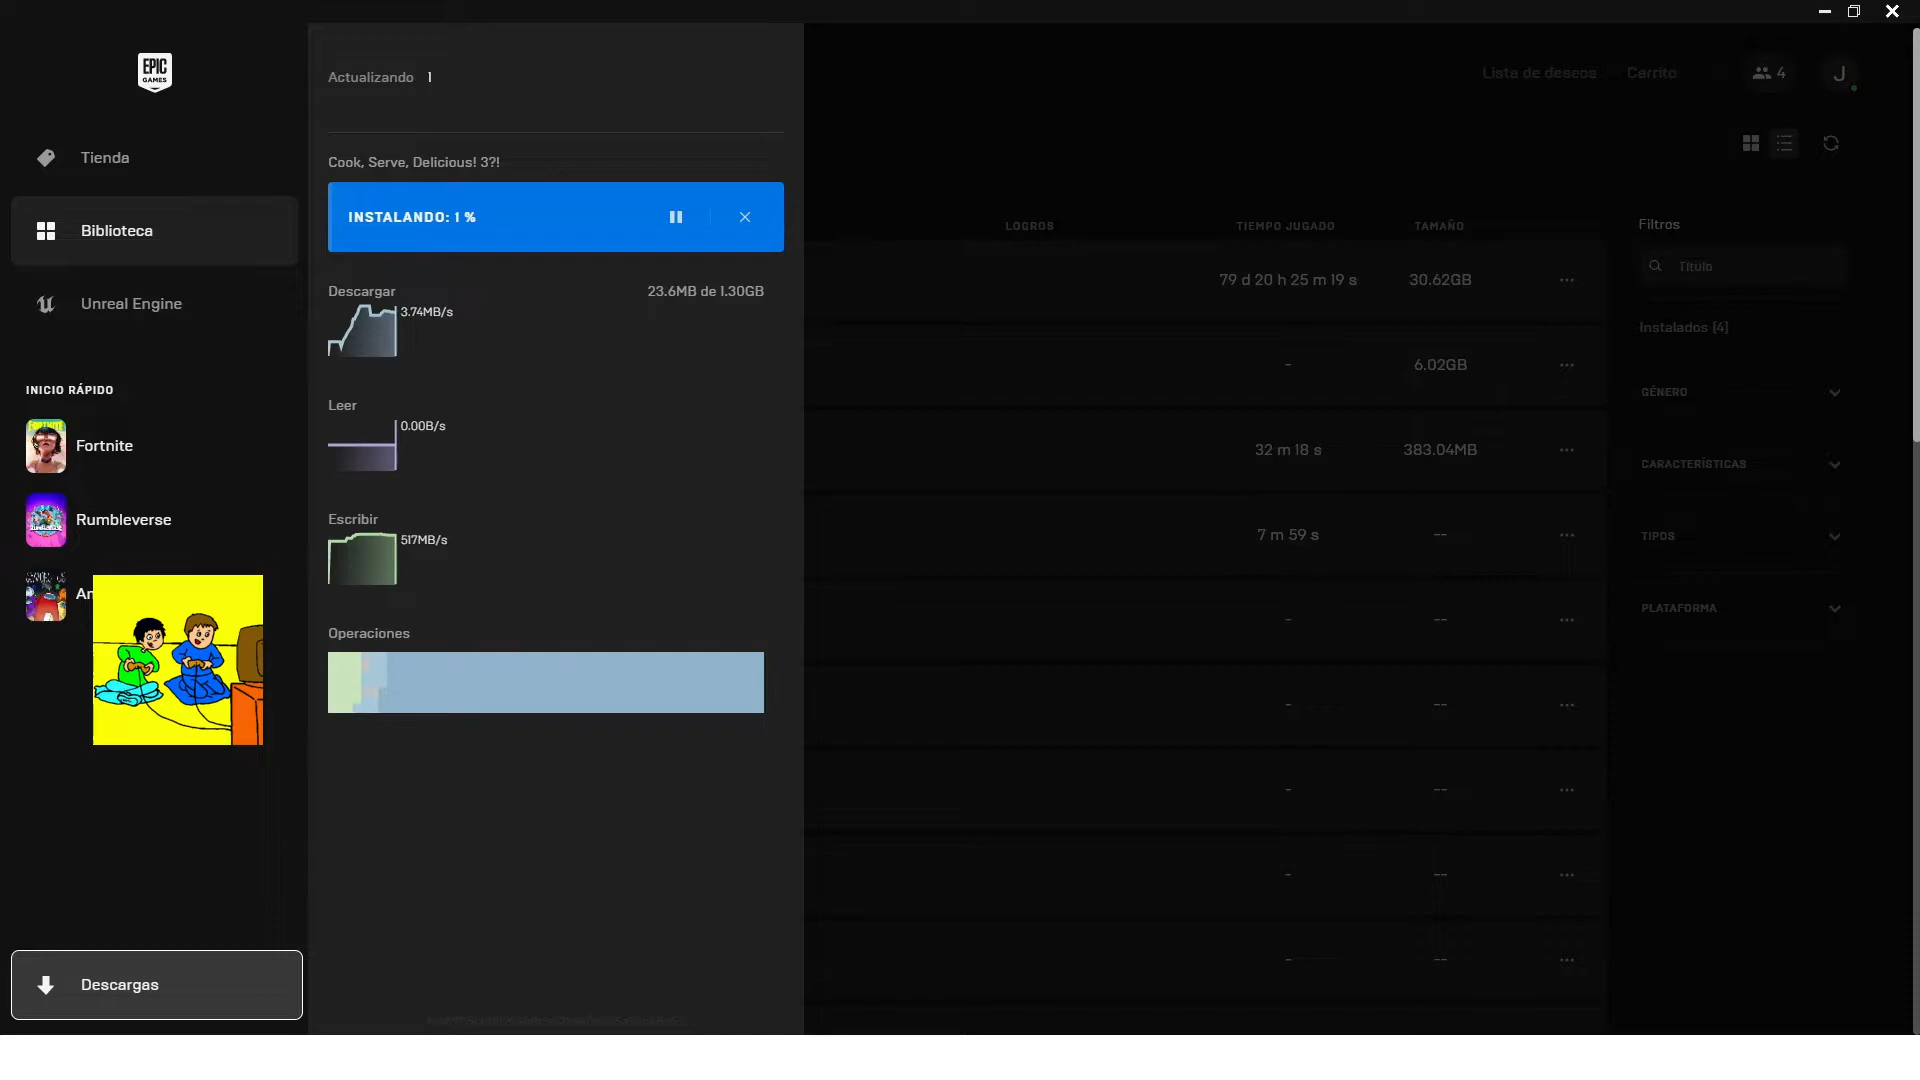 EPIC
GAMES
Tienda
Biblioteca
Unreal Engine
INICIO RÁPIDO
FORTNITE
Fortnite
Rumbleverse
Descargas
Actualizando 1
Cook, Serve, Delicious! 3?!
INSTALANDO: 1 %
Descargar 23.6MB de 1.30GB
3.74MB/s
Leer
0.00B/s
Escribir
517MB/s
Operaciones
Lista de deseos Carrito 4 J
LOGROS TIEMPO JUGADO TAMAÑO
79 d 20 h 25 m 19 s 30.62GB ...
- 6.02GB ...
32 m 18 s 383.04MB ...
7 m 59 s -- ...
- -- ...
- -- ...
- -- ...
- -- ...
- -- ...
Filtros
Título
Instalados (4)
GÉNERO
CARACTERÍSTICAS
TIPOS
PLATAFORMA